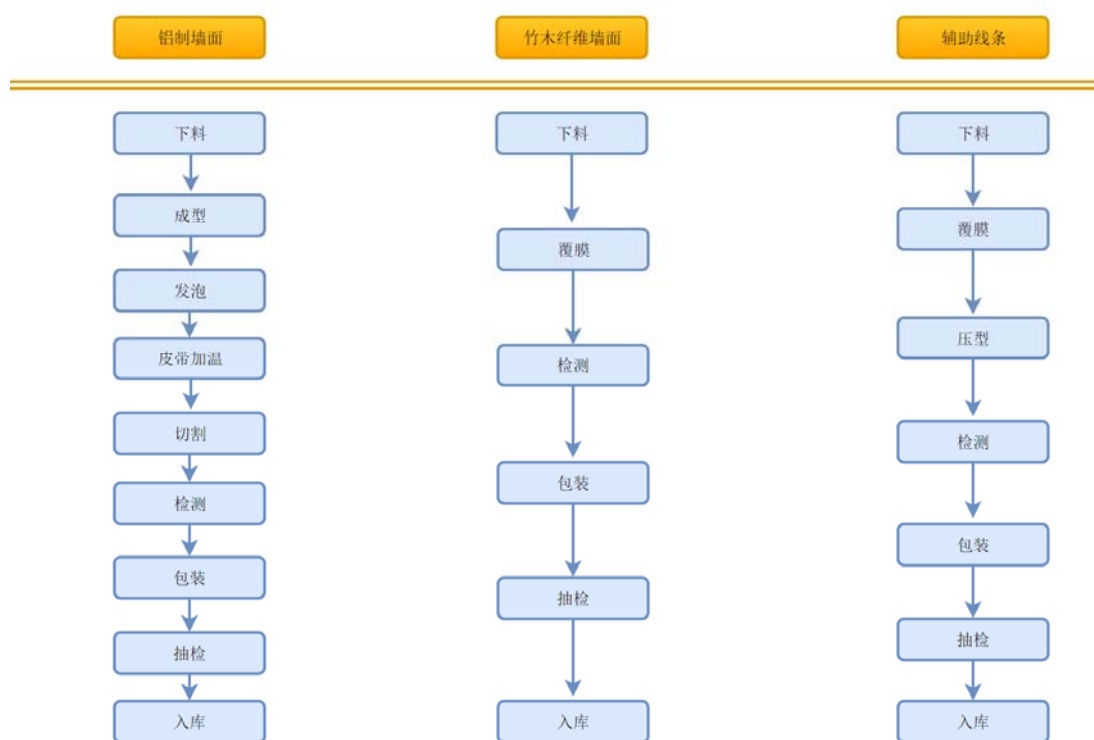 铝制墙面
竹木纤维墙面
辅助线条
下料
成型
发泡
皮带加温
切割
检测
包装
抽检
入库
下料
覆膜
检测
包装
抽检
入库
下料
覆膜
压型
检测
包装
抽检
入库